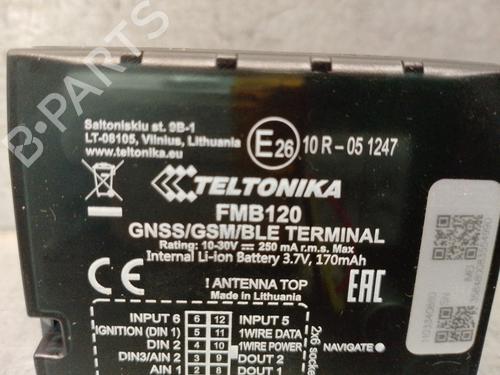 B-PARTS
Saltoniskiu st. 9B-1
LT-08105, Vilnius, Lithuania
www.teltonika.eu
E26 10 R - 05 1247
TELTONIKA
FMB120
GNSS/GSM/BLE TERMINAL
Rating: 10-30V⎓ 250 mA r.m.s. Max
Internal Li-Ion Battery 3.7V, 170mAh
CE
! ANTENNA TOP
Made in Lithuania
EAC
INPUT 6 6 12 INPUT 5
IGNITION (DIN 1) 5 11 1WIRE DATA
DIN 2 4 10 1WIRE POWER
DIN3/AIN 2 3 9 DOUT 2
AIN 1 2 8 DOUT 1
2x6 socket
NAVIGATE
SN
IMEI